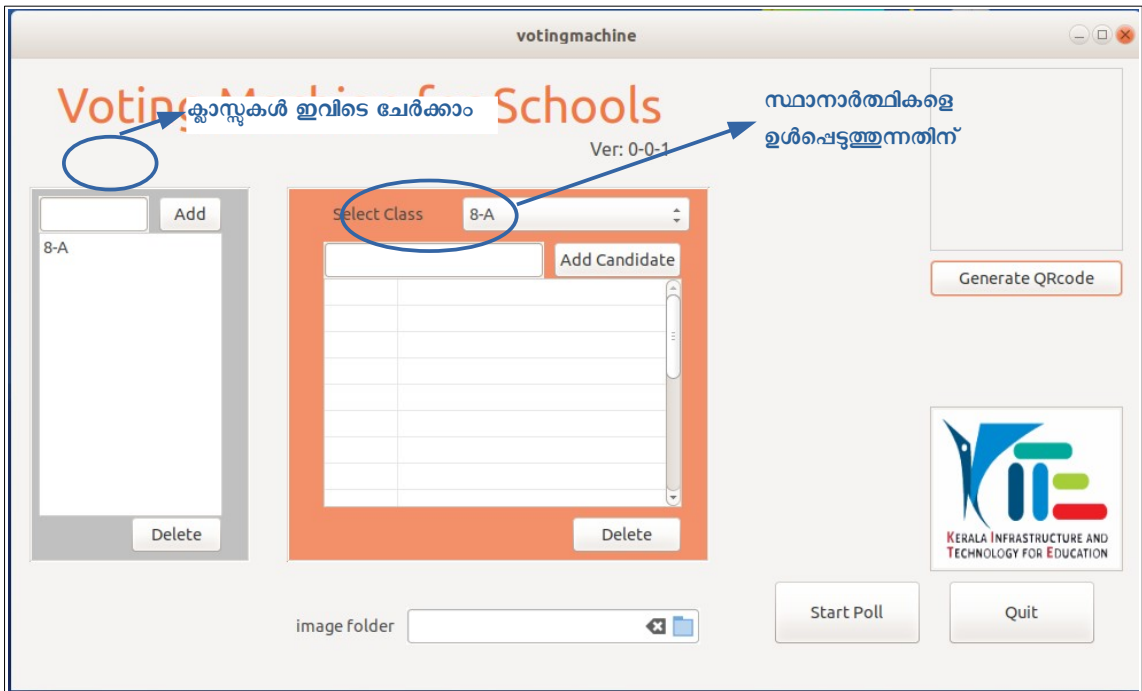 votingmachine
Voting Machine for Schools
ക്ലാസ്സുകൾ ഇവിടെ ചേർക്കാം
സ്ഥാനാർത്ഥികളെ
ഉൾപ്പെടുത്തുന്നതിന്
Ver: 0-0-1
Add
Select Class
8-A
8-A
Add Candidate
Generate QRcode
Delete
Delete
KERALA INFRASTRUCTURE AND
TECHNOLOGY FOR EDUCATION
image folder
Start Poll
Quit